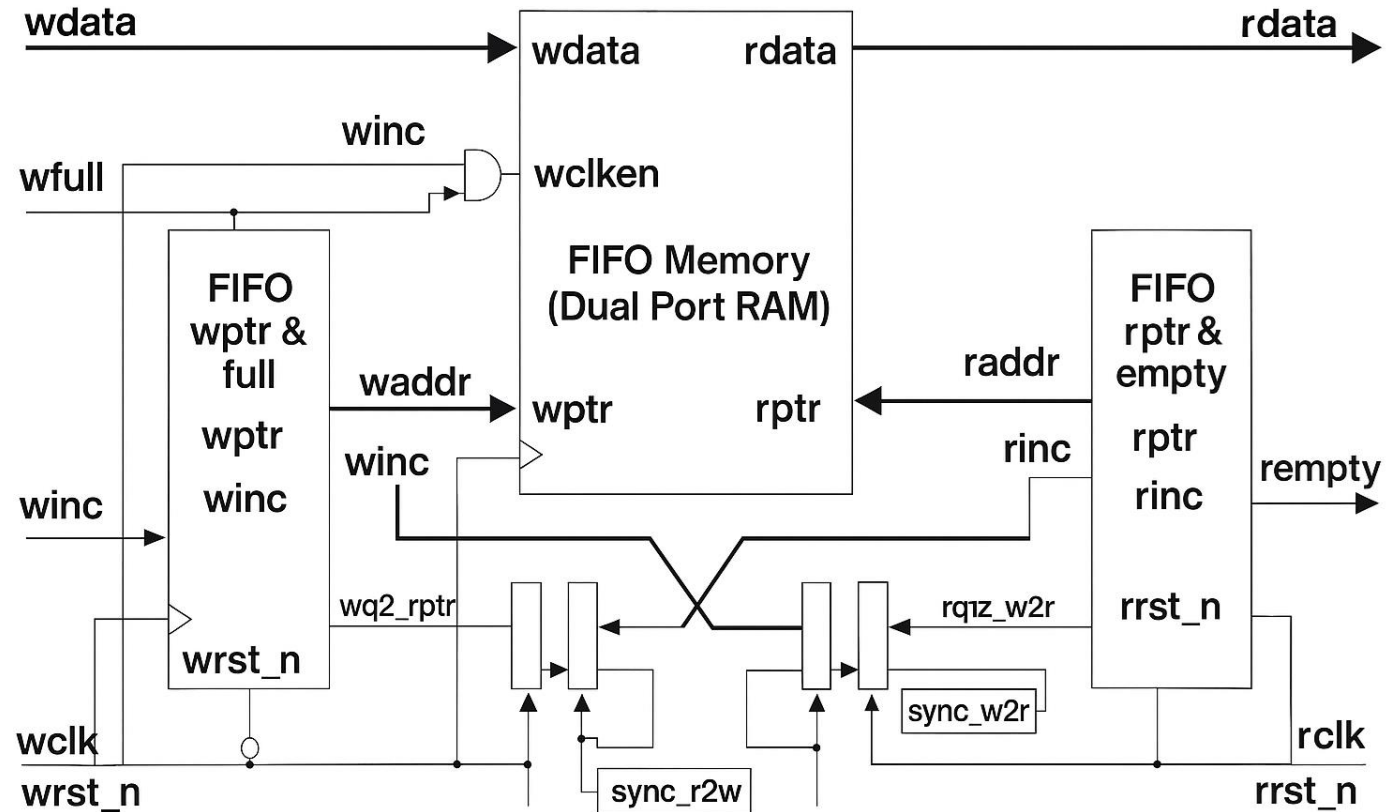 wdata
rdata
wdata
rdata
winc
wfull
wclken
FIFO Memory
(Dual Port RAM)
FIFO
wptr &
full
wptr
winc
waddr
wptr
rptr
raddr
FIFO
rptr &
empty
rptr
rinc
winc
rinc
rempty
winc
wq2_rptr
rq1z_w2r
rrst_n
wrst_n
sync_w2r
wclk
rclk
wrst_n
sync_r2w
rrst_n